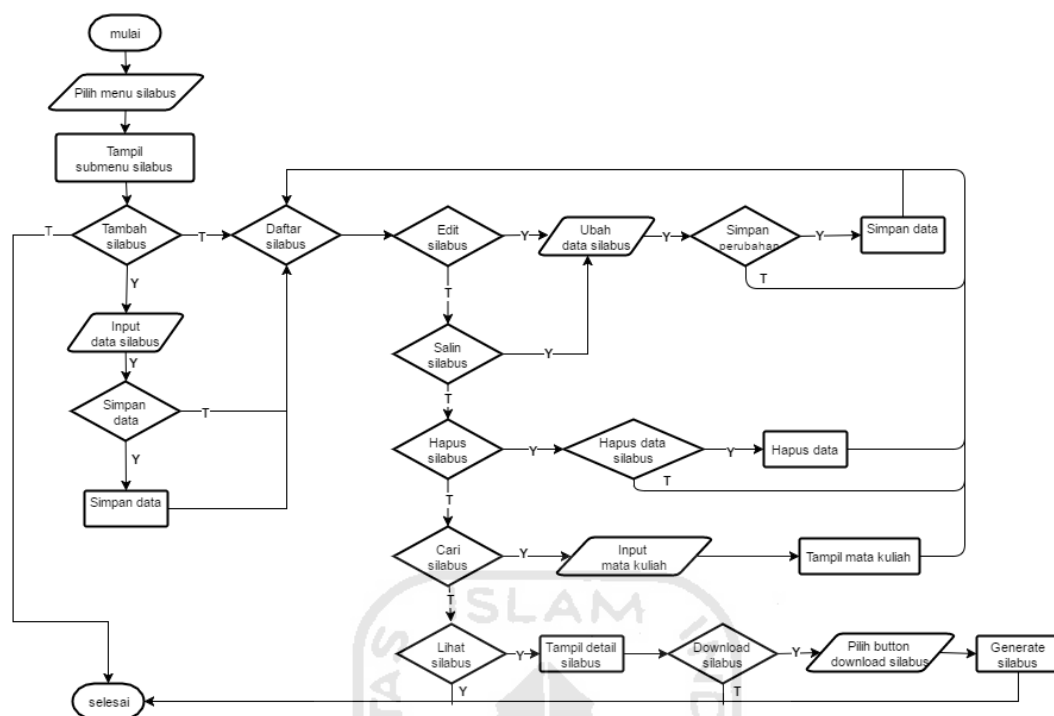 mulai
Pilih menu silabus
Tampil
submenu silabus
T
Tambah
silabus
T
Daftar
silabus
Edit
silabus
Y
Ubah
data silabus
Y
Simpan
perubahan
Y
Simpan data
T
Y
T
Input
data silabus
Salin
silabus
Y
Y
T
Simpan
data
T
Hapus
silabus
Y
Hapus data
silabus
Y
Hapus data
T
Y
T
Simpan data
Cari
silabus
Y
Input
mata kuliah
Tampil mata kuliah
T
ISLAM
Lihat
silabus
Y
Tampil detail
silabus
Download
silabus
Y
Pilih button
download silabus
Generate
silabus
Y
T
selesai